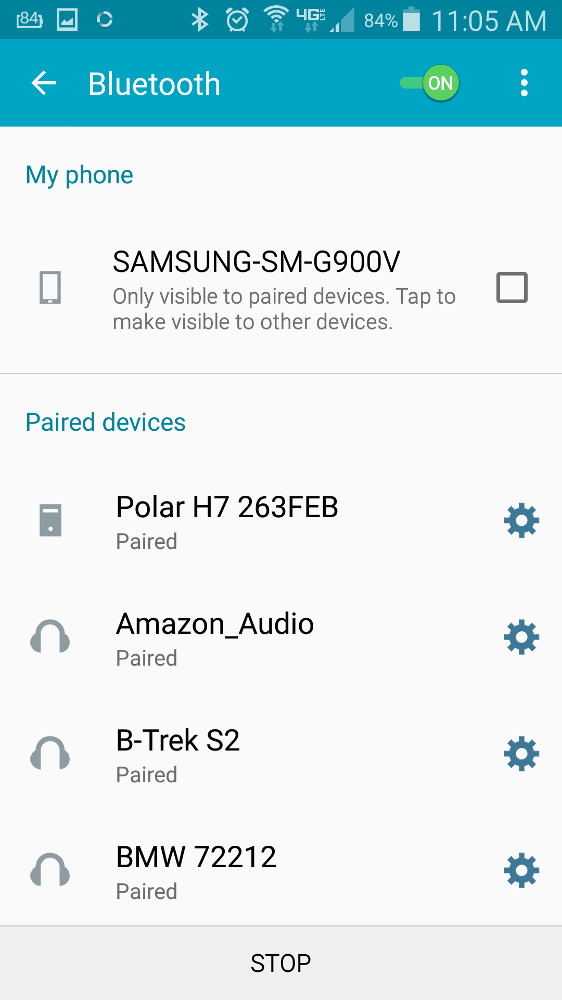 84 4G LTE 84% 11:05 AM
Bluetooth ON
My phone
SAMSUNG-SM-G900V
Only visible to paired devices. Tap to
make visible to other devices.
Paired devices
Polar H7 263FEB
Paired
Amazon_Audio
Paired
B-Trek S2
Paired
BMW 72212
Paired
STOP